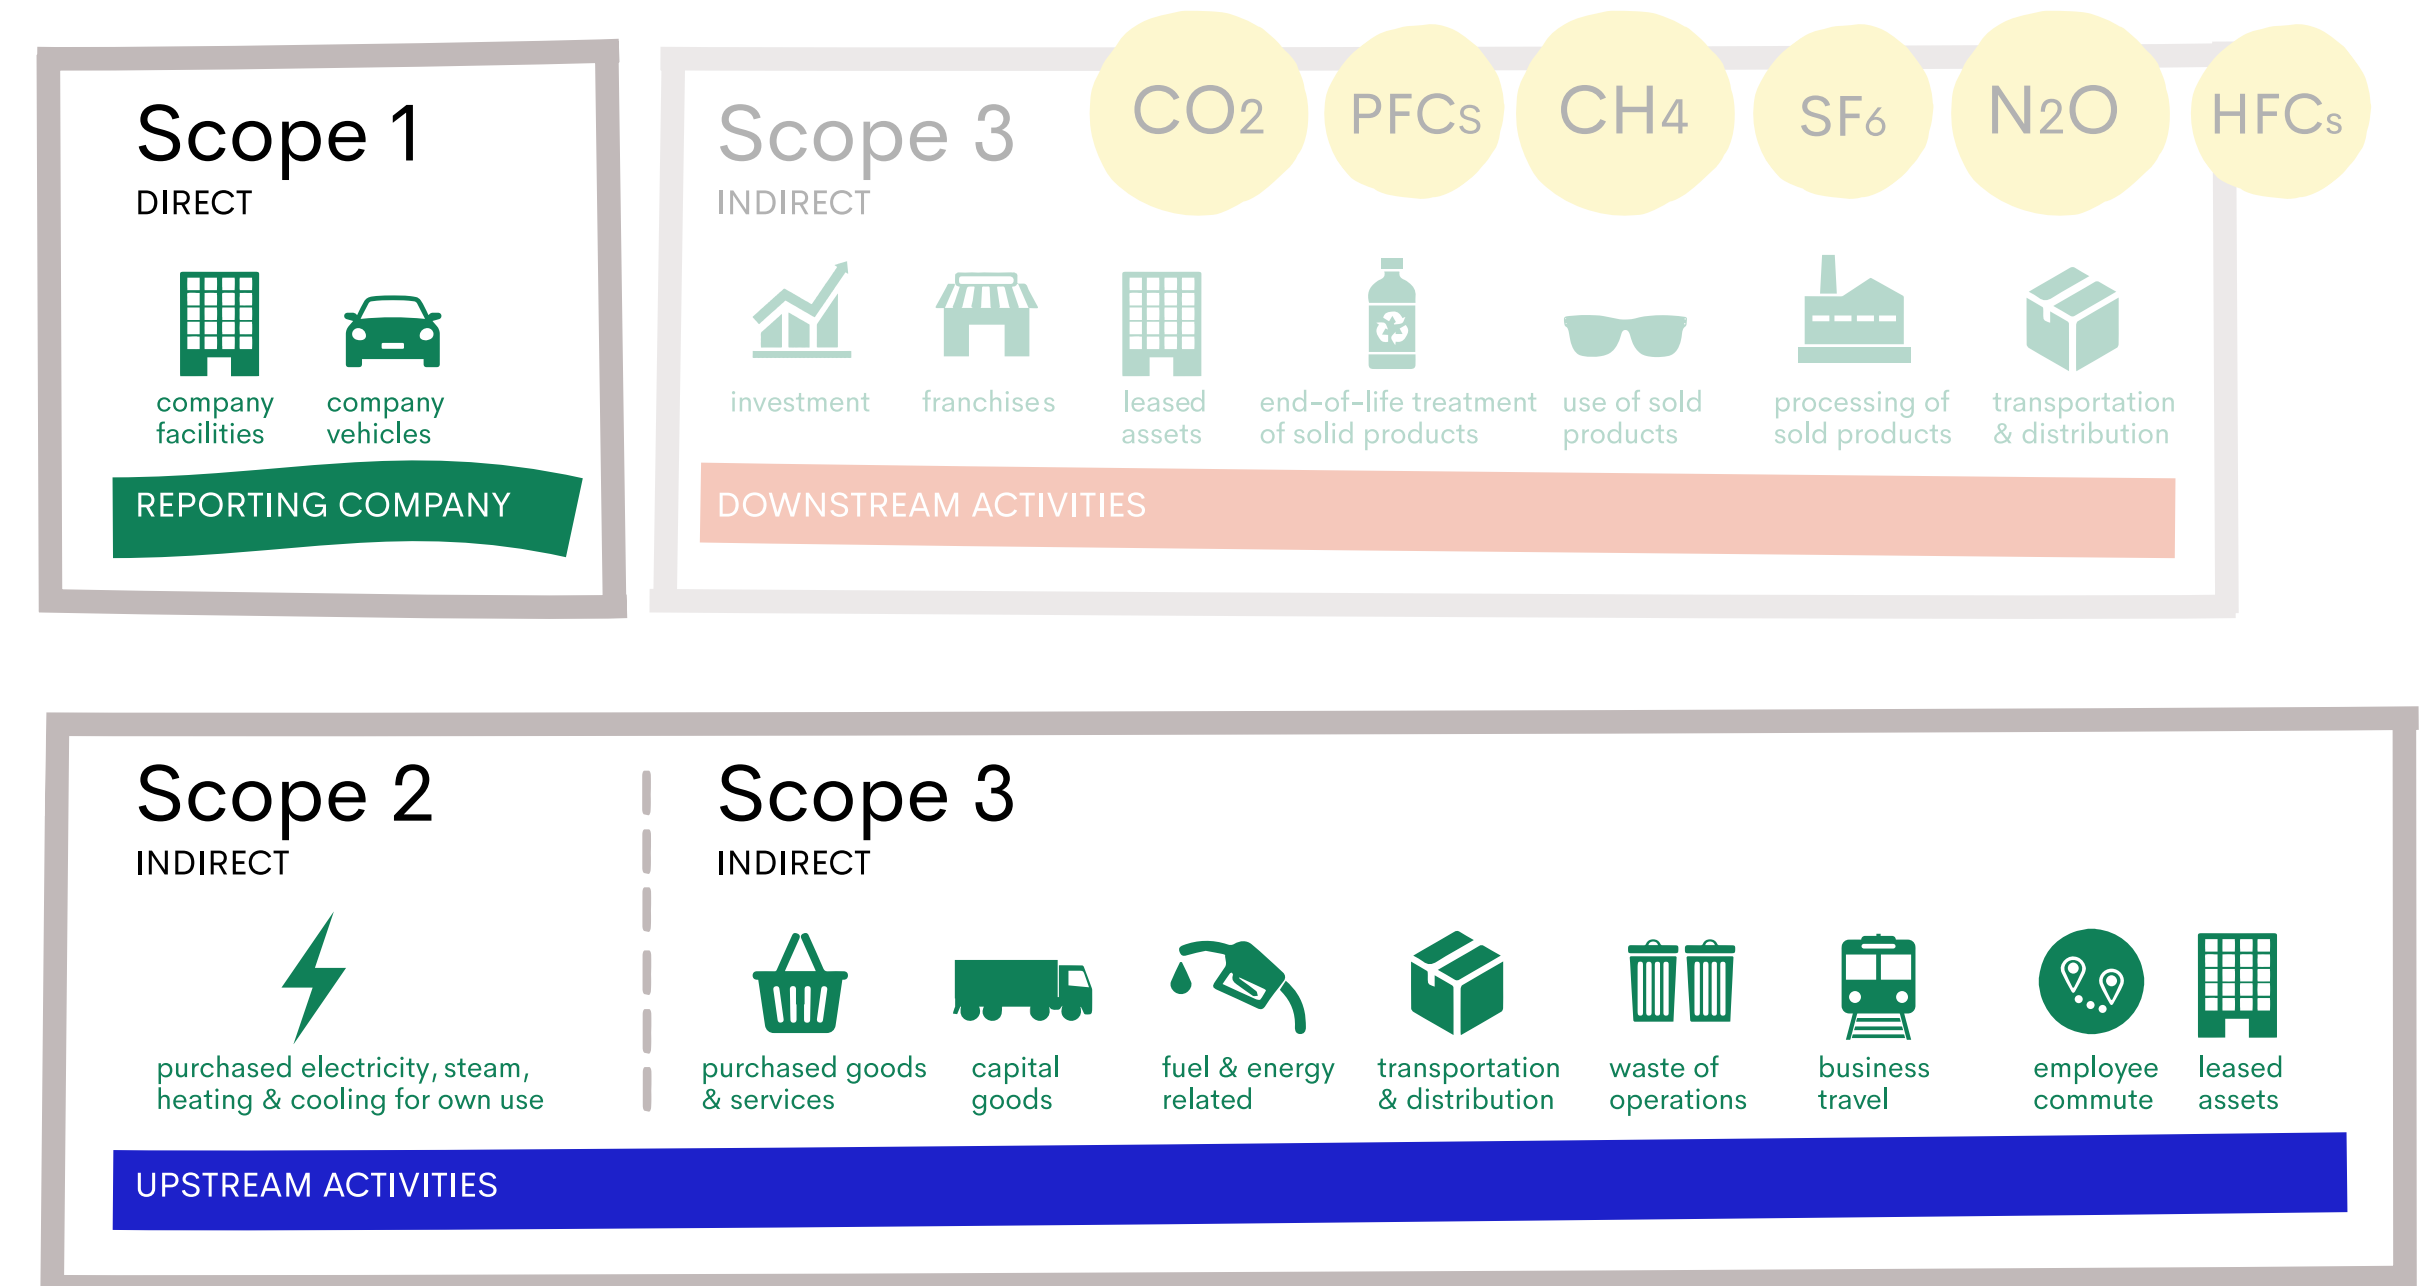 Scope 1
DIRECT
company
facilities
company
vehicles
REPORTING COMPANY
Scope 3
INDIRECT
CO2
PFCs
CH4
SF6
N2O
HFCs
investment
franchises
leased
assets
end-of-life treatment
of solid products
use of sold
products
processing of
sold products
transportation
& distribution
DOWNSTREAM ACTIVITIES
Scope 2
INDIRECT
purchased electricity, steam,
heating & cooling for own use
Scope 3
INDIRECT
purchased goods
& services
capital
goods
fuel & energy
related
transportation
& distribution
waste of
operations
business
travel
employee
commute
leased
assets
UPSTREAM ACTIVITIES